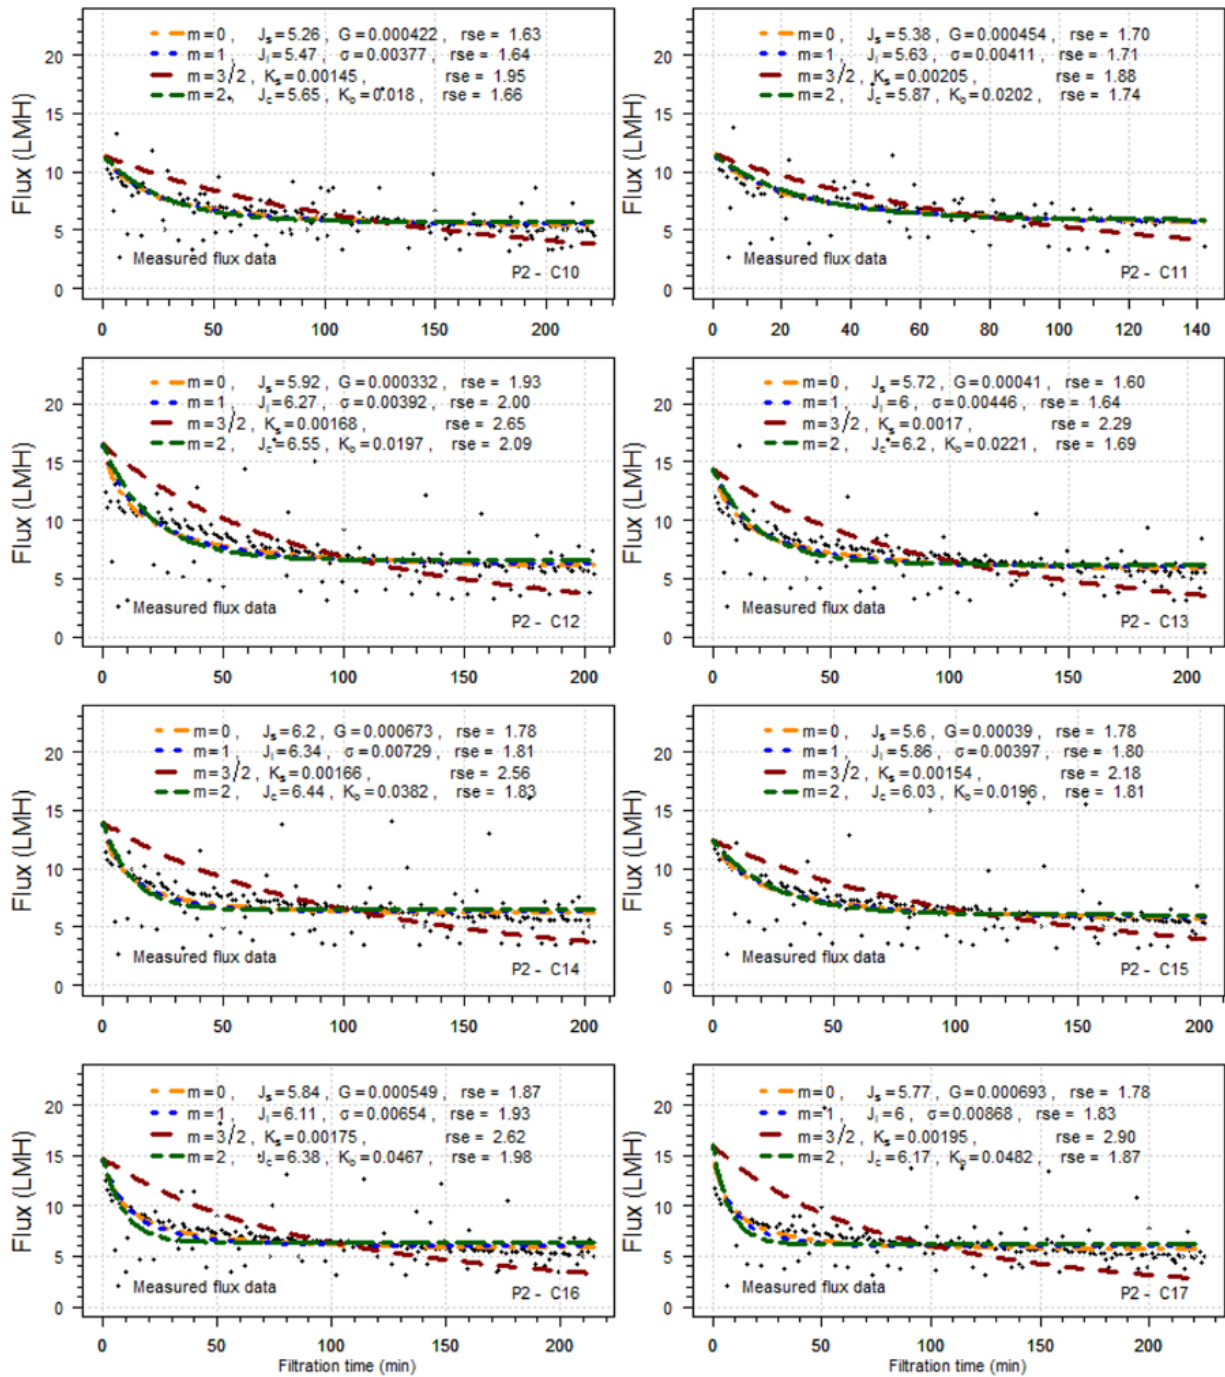 m=0 , Js=5.26 , G=0.000422 , rse = 1.63
m=1 , Ji=5.47 , σ=0.00377 , rse = 1.64
m=3/2 , Ks=0.00145 , rse = 1.95
m=2 , Jc=5.65 , Kb=0.018 , rse = 1.66
Flux (LMH)
20
15
10
5
0
Measured flux data
P2 - C10
0 50 100 150 200
m=0 , Js=5.38 , G=0.000454 , rse = 1.70
m=1 , Ji=5.63 , σ=0.00411 , rse = 1.71
m=3/2 , Ks=0.00205 , rse = 1.88
m=2 , Jc=5.87 , Kb=0.0202 , rse = 1.74
Flux (LMH)
20
15
10
5
0
Measured flux data
P2 - C11
0 20 40 60 80 100 120 140
m=0 , Js=5.92 , G=0.000332 , rse = 1.93
m=1 , Ji=6.27 , σ=0.00392 , rse = 2.00
m=3/2 , Ks=0.00168 , rse = 2.65
m=2 , Jc=6.55 , Kb=0.0197 , rse = 2.09
Flux (LMH)
20
15
10
5
0
Measured flux data
P2 - C12
0 50 100 150 200
m=0 , Js=5.72 , G=0.00041 , rse = 1.60
m=1 , Ji=6 , σ=0.00446 , rse = 1.64
m=3/2 , Ks=0.0017 , rse = 2.29
m=2 , Jc=6.2 , Kb=0.0221 , rse = 1.69
Flux (LMH)
20
15
10
5
0
Measured flux data
P2 - C13
0 50 100 150 200
m=0 , Js=6.2 , G=0.000673 , rse = 1.78
m=1 , Ji=6.34 , σ=0.00729 , rse = 1.81
m=3/2 , Ks=0.00166 , rse = 2.56
m=2 , Jc=6.44 , Kb=0.0382 , rse = 1.83
Flux (LMH)
20
15
10
5
0
Measured flux data
P2 - C14
0 50 100 150 200
m=0 , Js=5.6 , G=0.00039 , rse = 1.78
m=1 , Ji=5.86 , σ=0.00397 , rse = 1.80
m=3/2 , Ks=0.00154 , rse = 2.18
m=2 , Jc=6.03 , Kb=0.0196 , rse = 1.81
Flux (LMH)
20
15
10
5
0
Measured flux data
P2 - C15
0 50 100 150 200
m=0 , Js=5.84 , G=0.000549 , rse = 1.87
m=1 , Ji=6.11 , σ=0.00654 , rse = 1.93
m=3/2 , Ks=0.00175 , rse = 2.62
m=2 , Jc=6.38 , Kb=0.0467 , rse = 1.98
Flux (LMH)
20
15
10
5
0
Measured flux data
P2 - C16
0 50 100 150 200
Filtration time (min)
m=0 , Js=5.77 , G=0.000693 , rse = 1.78
m=1 , Ji=6 , σ=0.00868 , rse = 1.83
m=3/2 , Ks=0.00195 , rse = 2.90
m=2 , Jc=6.17 , Kb=0.0482 , rse = 1.87
Flux (LMH)
20
15
10
5
0
Measured flux data
P2 - C17
0 50 100 150 200
Filtration time (min)